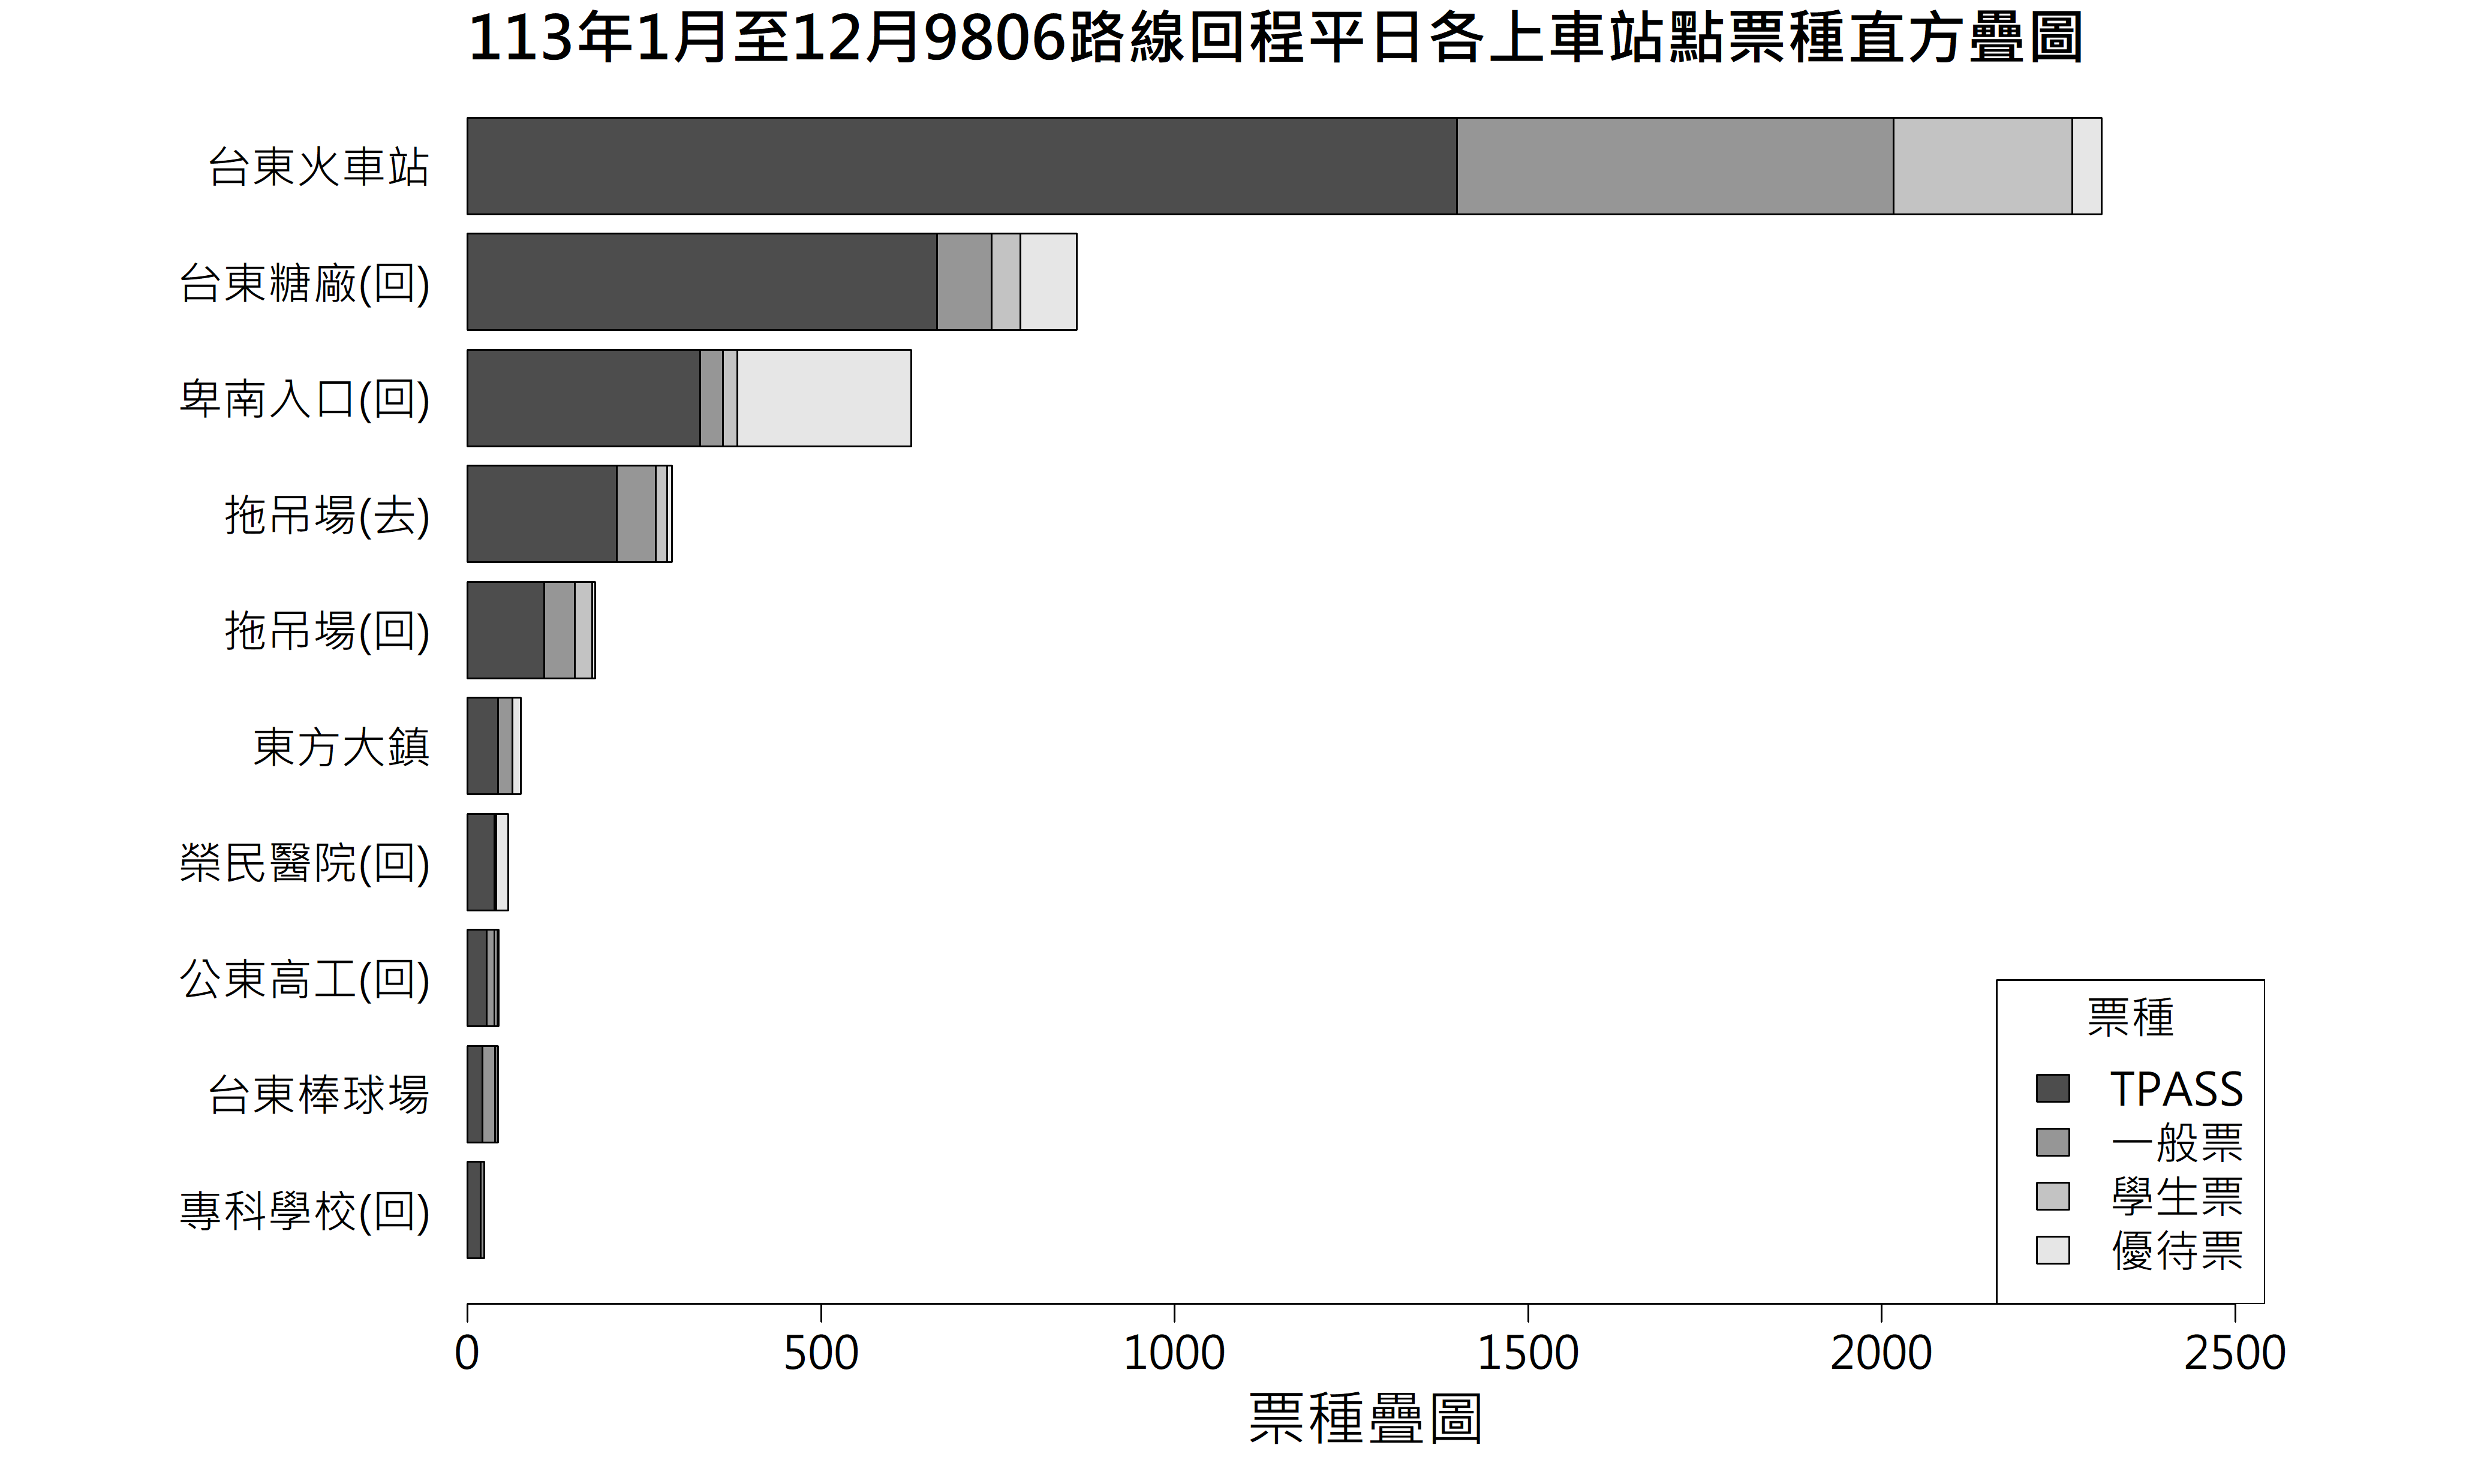 113年1月至12月9806路線回程平日各上車站點票種直方疊圖
台東火車站
台東糖廠(回)
卑南入口(回)
拖吊場(去)
拖吊場(回)
東方大鎮
榮民醫院(回)
公東高工(回)
台東棒球場
專科學校(回)
票種
TPASS
一般票
學生票
優待票
0 500 1000 1500 2000 2500
票種疊圖